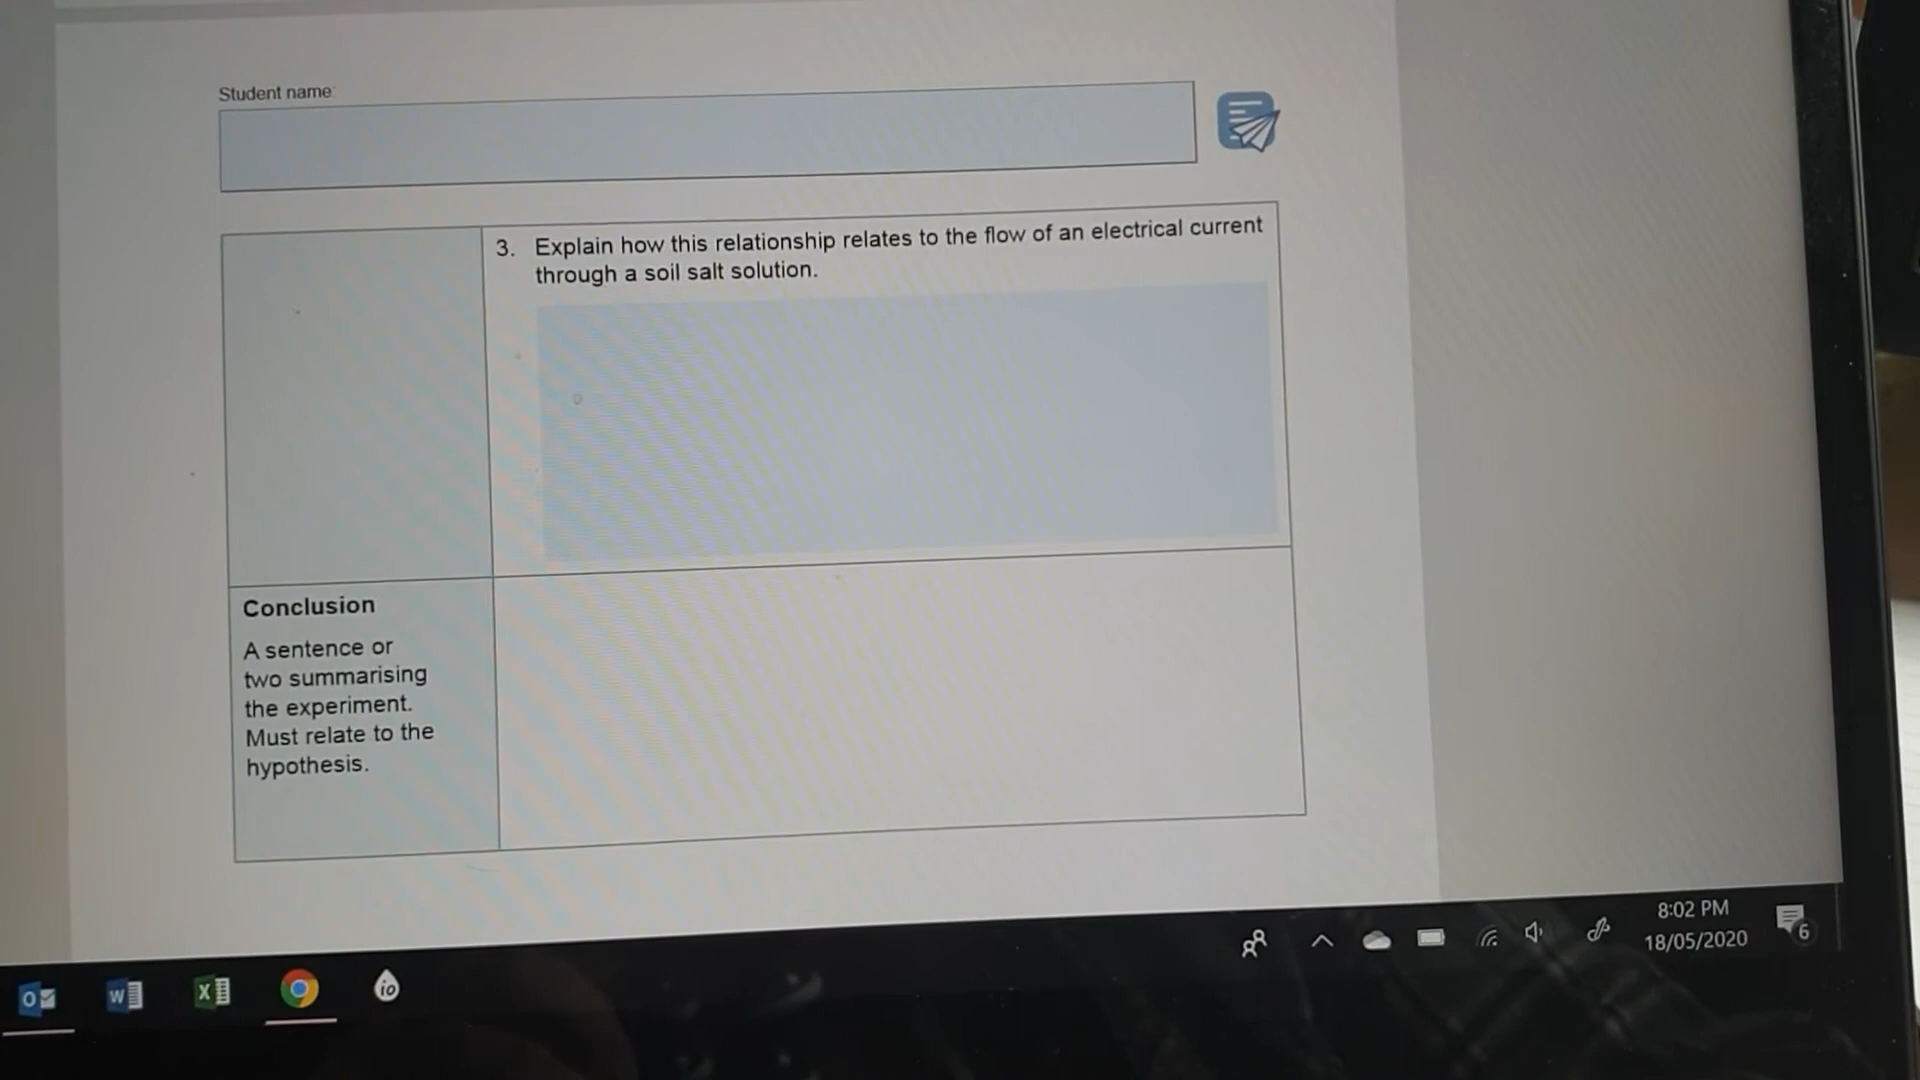 Student name:
3. Explain how this relationship relates to the flow of an electrical current
through a soil salt solution.
Conclusion
A sentence or
two summarising
the experiment.
Must relate to the
hypothesis.
8:02 PM
18/05/2020
6
O
W
X
io